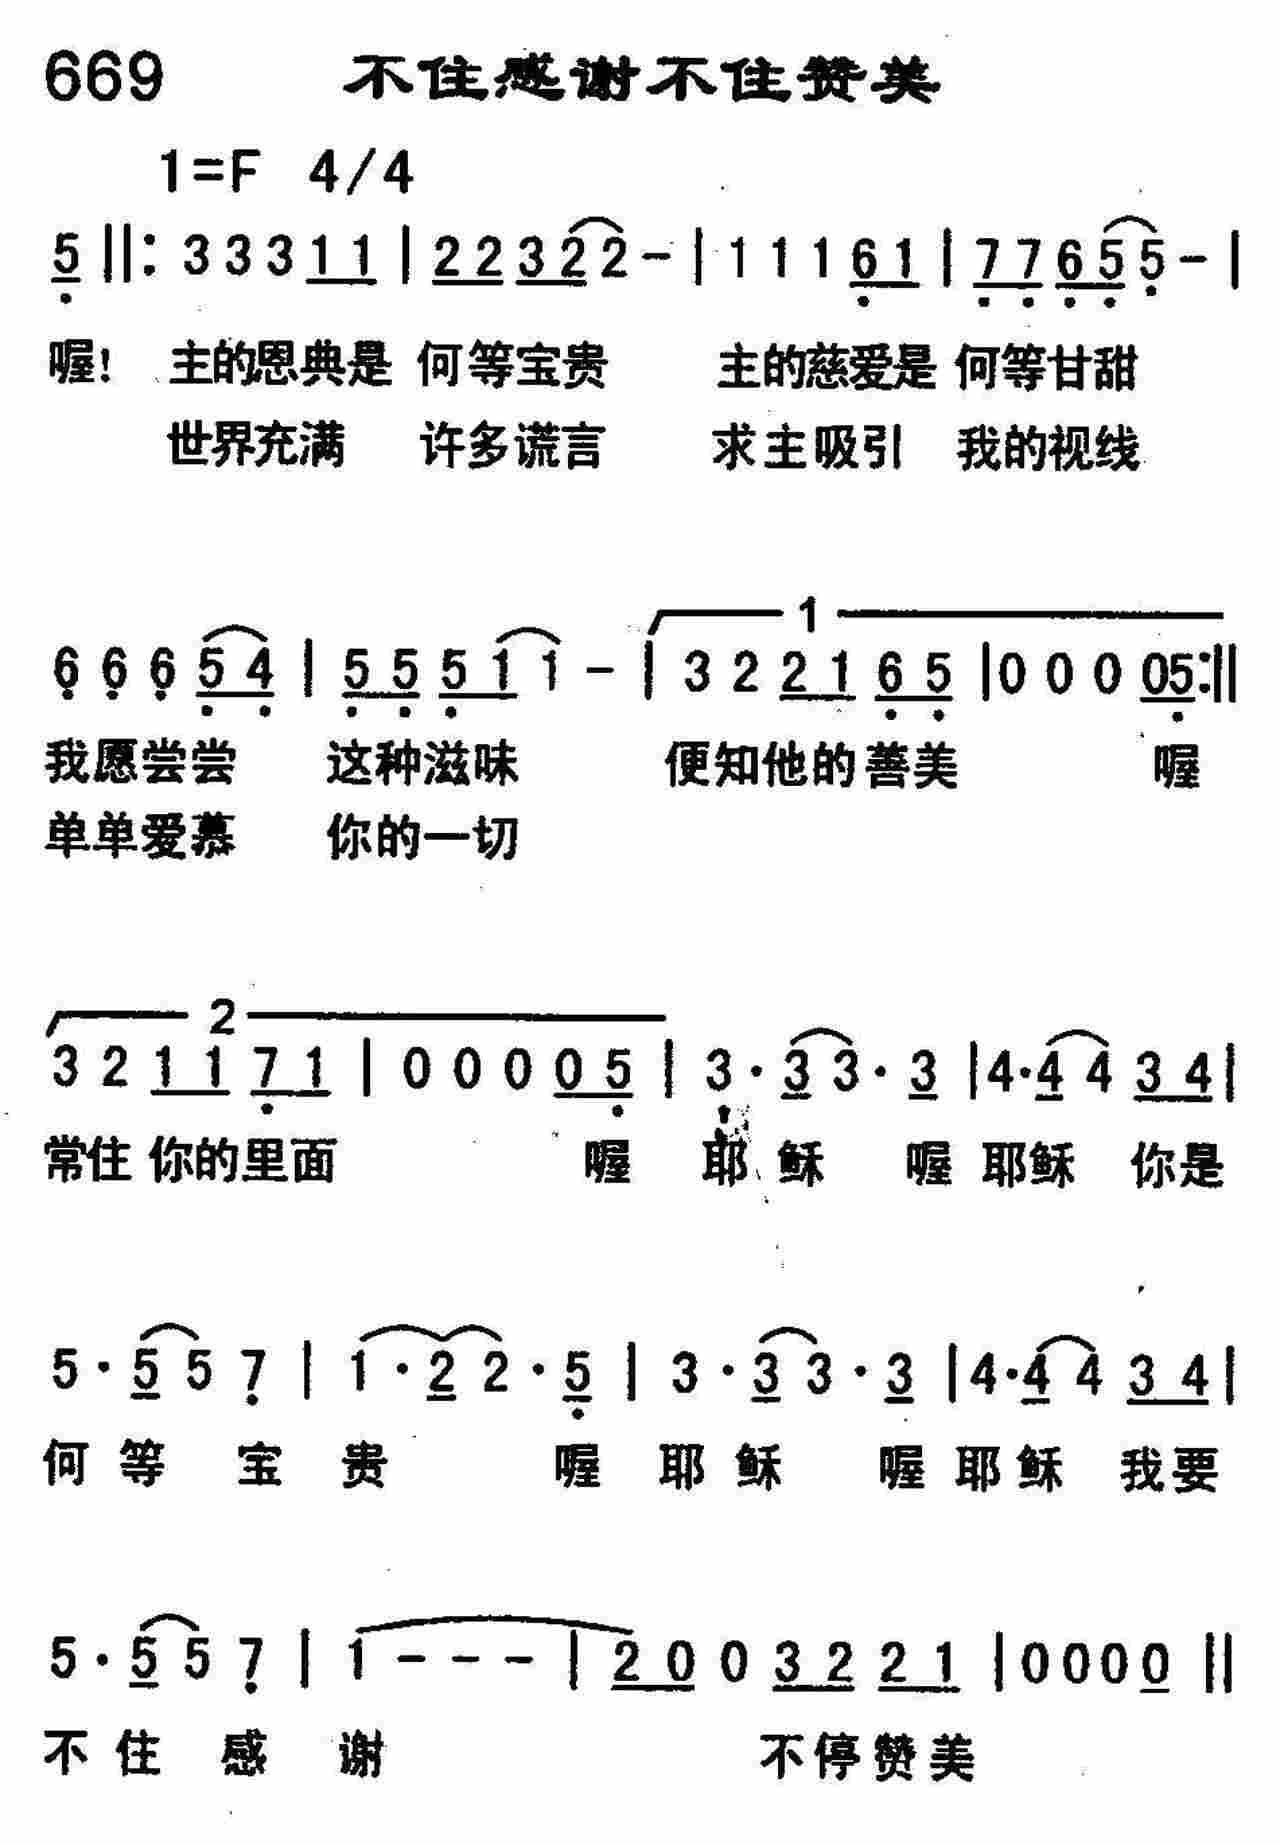 669 不住感谢不住赞美
1=F 4/4
5 ||: 3 3 3 1 1 | 2 2 3 2 2 - | 1 1 1 6 1 | 7 7 6 5 5 - |
喔! 主的恩典是 何等宝贵 主的慈爱是 何等甘甜
世界充满 许多谎言 求主吸引 我的视线
1
6 6 6 5 4 | 5 5 5 1 1 - | 3 2 2 1 6 5 | 0 0 0 0 5 :||
我愿尝尝 这种滋味 便知他的善美 喔
单单爱慕 你的一切
2
3 2 1 1 7 1 | 0 0 0 0 5 | 3 · 3 3 · 3 | 4 · 4 4 3 4 |
常住 你的里面 喔 耶 稣 喔 耶稣 你是
5 · 5 5 7 | 1 · 2 2 · 5 | 3 · 3 3 · 3 | 4 · 4 4 3 4 |
何 等 宝 贵 喔 耶 稣 喔 耶 稣 我要
5 · 5 5 7 | 1 - - - | 2 0 0 3 2 2 1 | 0 0 0 0 ||
不 住 感 谢 不停赞美